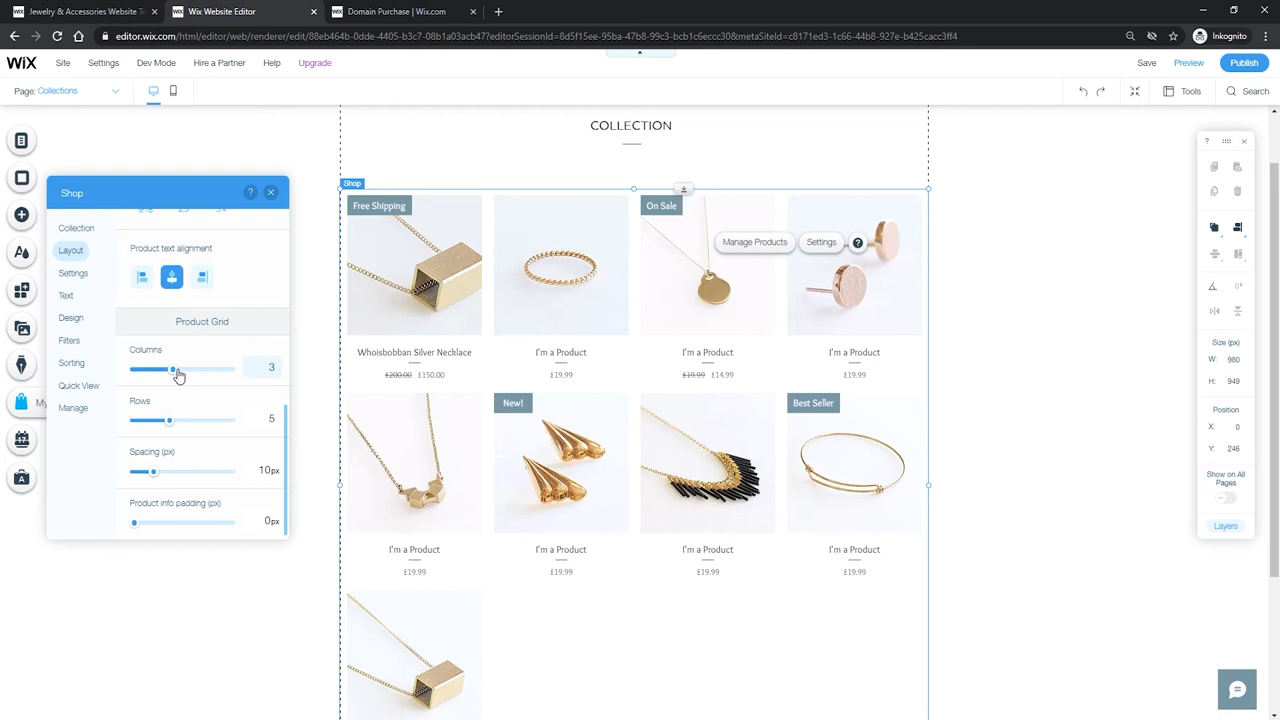 Jewelry & Accessories Website T
Wix Website Editor
Domain Purchase | Wix.com
editor.wix.com/html/editor/web/renderer/edit/88eb464b-0dde-4405-b3c7-08b1a03ecab4?editorSessionId=8d5f15ee-95ba-47b8-99c3-bcb1c6eccc30&metaSiteId=c8171ed3-1c66-44b8-927e-b425cacc9ff4
Inkognito
WiX
Site
Settings
Dev Mode
Hire a Partner
Help
Upgrade
Save
Preview
Publish
Page: Collections
Tools
Search
COLLECTION
Shop
Shop
Collection
Layout
Settings
Text
Design
Filters
Sorting
Quick View
Manage
Product text alignment
Product Grid
Columns
3
Rows
5
Spacing (px)
10px
Product info padding (px)
0px
My
17
Free Shipping
On Sale
Manage Products
Settings
Whoisbobban Silver Necklace
£200.00 £150.00
I'm a Product
£19.99
I'm a Product
£19.99 £14.99
I'm a Product
£19.99
New!
Best Seller
I'm a Product
£19.99
I'm a Product
£19.99
I'm a Product
£19.99
I'm a Product
£19.99
0°
Size (px)
W: 980
H: 949
Position
X: 0
Y: 246
Show on All
Pages
Layers